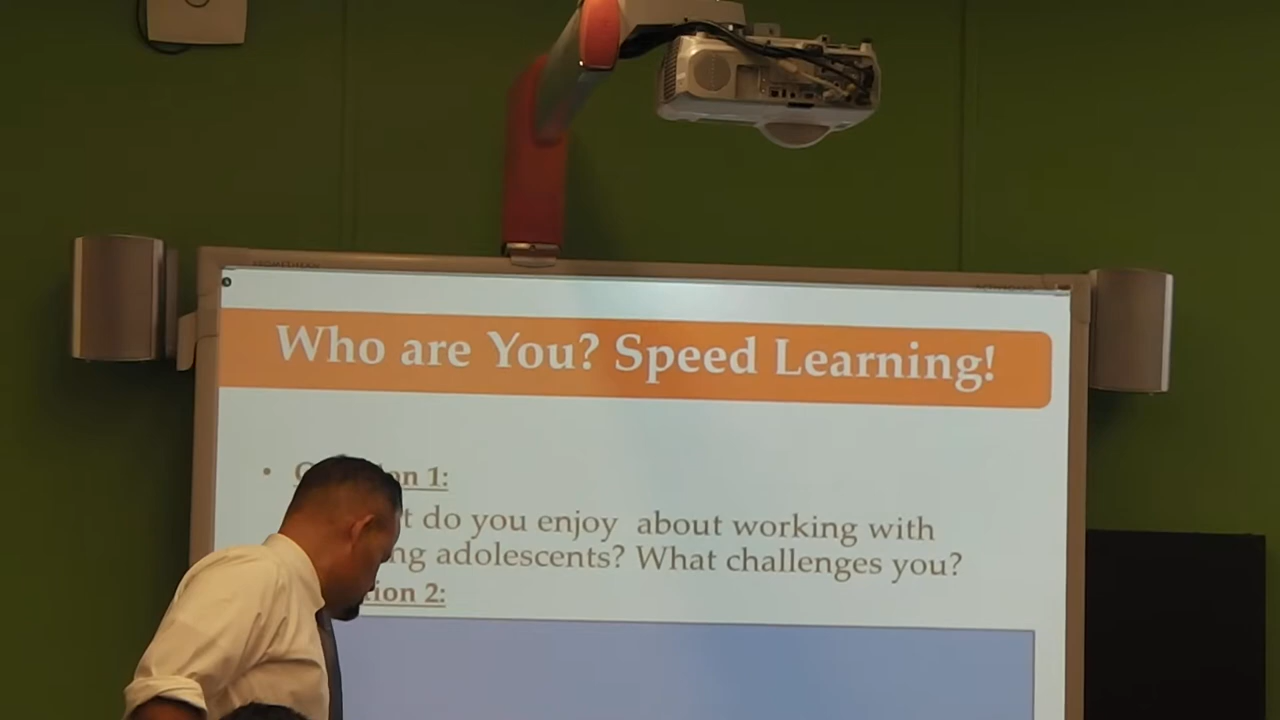 PROMETHEAN
Who are You? Speed Learning!
• on 1:
do you enjoy about working with
adolescents? What challenges you?
tion 2: